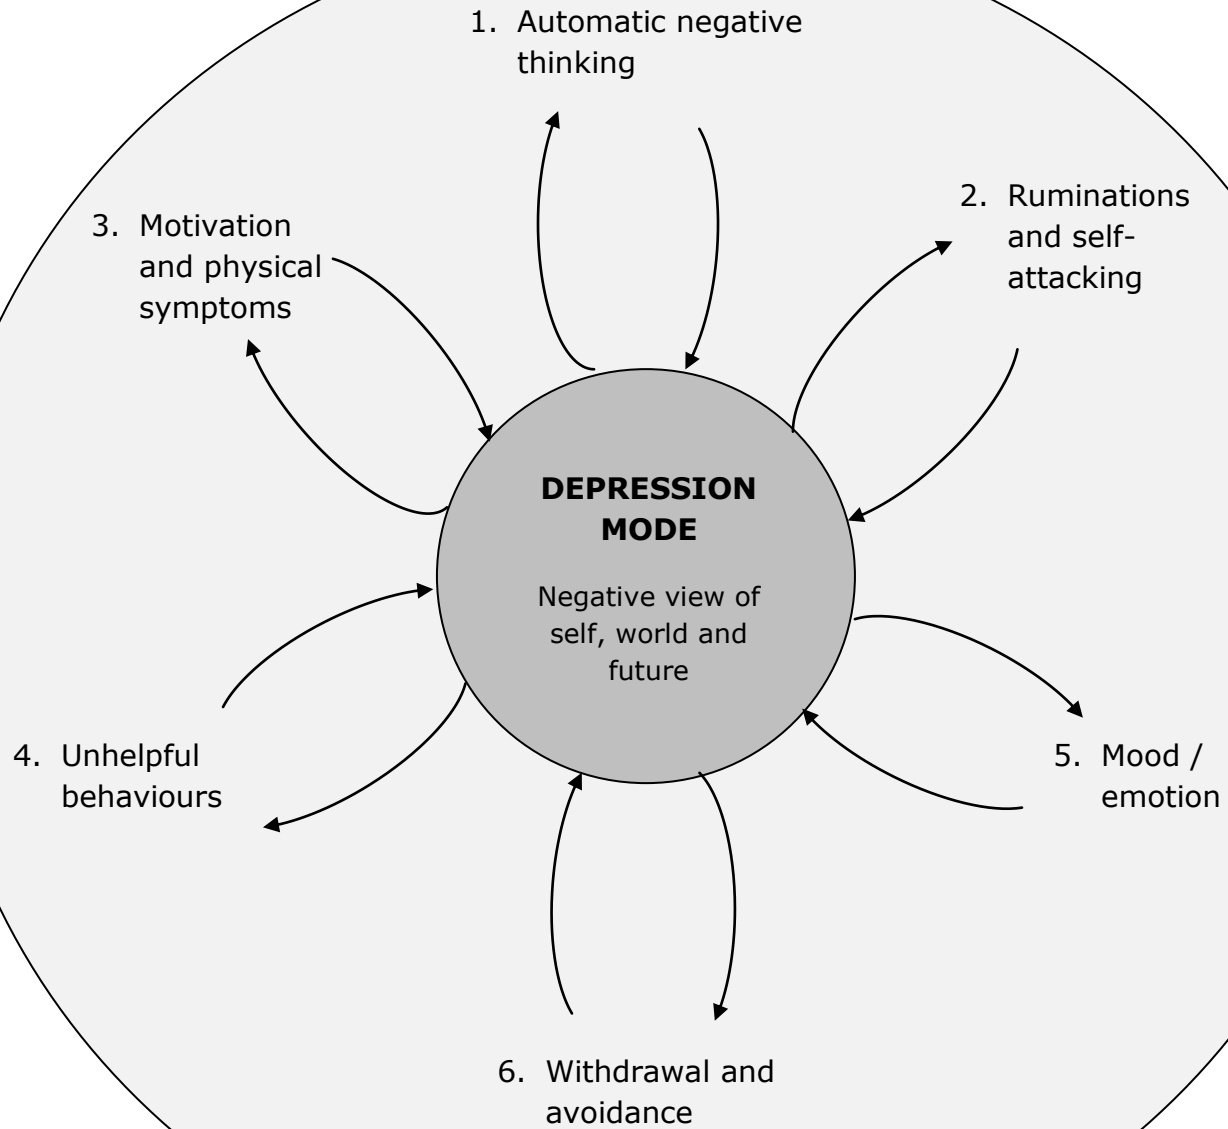 1. Automatic negative
thinking
2. Ruminations
and self-
attacking
3. Motivation
and physical
symptoms
DEPRESSION
MODE
Negative view of
self, world and
future
4. Unhelpful
behaviours
5. Mood /
emotion
6. Withdrawal and
avoidance